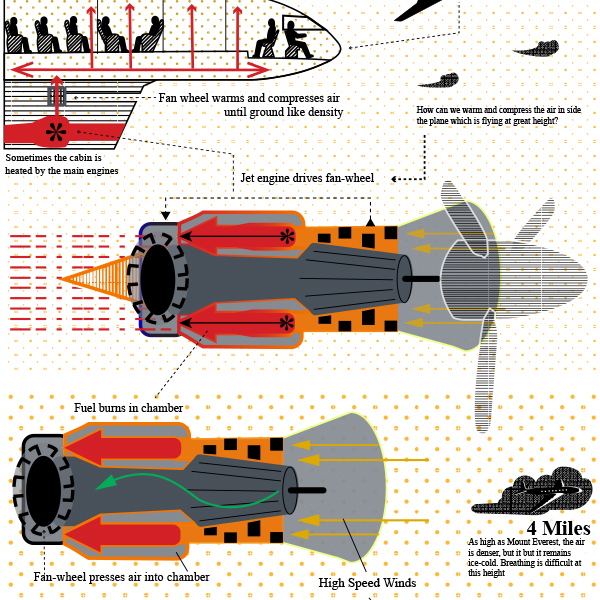 Fan wheel warms and compresses air
until ground like density
How can we warm and compress the air in side
the plane which is flying at great height?
Sometimes the cabin is
heated by the main engines
Jet engine drives fan-wheel
Fuel burns in chamber
4 Miles
As high as Mount Everest, the air
is denser, but it but it remains
ice-cold. Breathing is difficult at
this height
Fan-wheel presses air into chamber
High Speed Winds